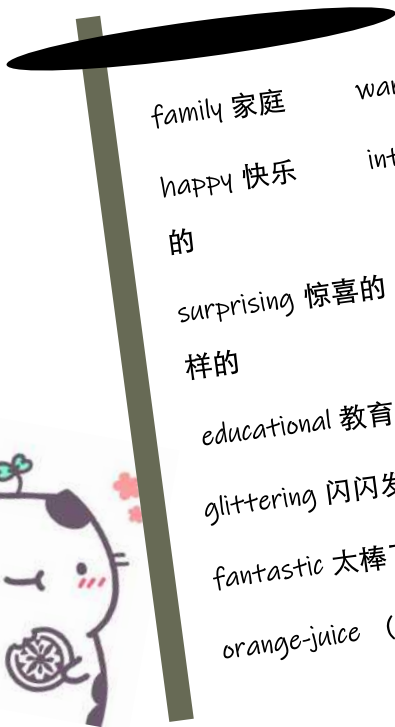 family 家庭
happy 快乐
的
surprising 惊喜的
样的
educational 教育
glittering 闪闪
fantastic 太棒
orange-juice （